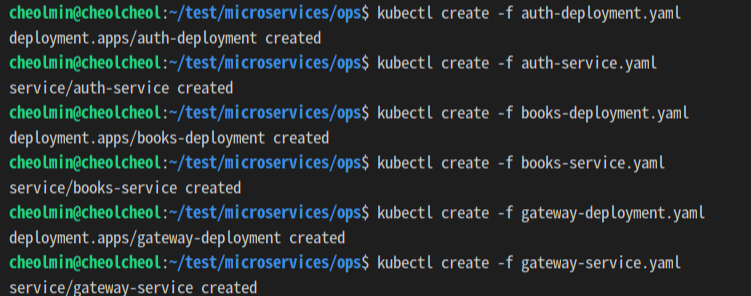 cheolmin@cheolcheol:~/test/microservices/ops$ kubectl create -f auth-deployment.yaml
deployment.apps/auth-deployment created
cheolmin@cheolcheol:~/test/microservices/ops$ kubectl create -f auth-service.yaml
service/auth-service created
cheolmin@cheolcheol:~/test/microservices/ops$ kubectl create -f books-deployment.yaml
deployment.apps/books-deployment created
cheolmin@cheolcheol:~/test/microservices/ops$ kubectl create -f books-service.yaml
service/books-service created
cheolmin@cheolcheol:~/test/microservices/ops$ kubectl create -f gateway-deployment.yaml
deployment.apps/gateway-deployment created
cheolmin@cheolcheol:~/test/microservices/ops$ kubectl create -f gateway-service.yaml
service/gateway-service created